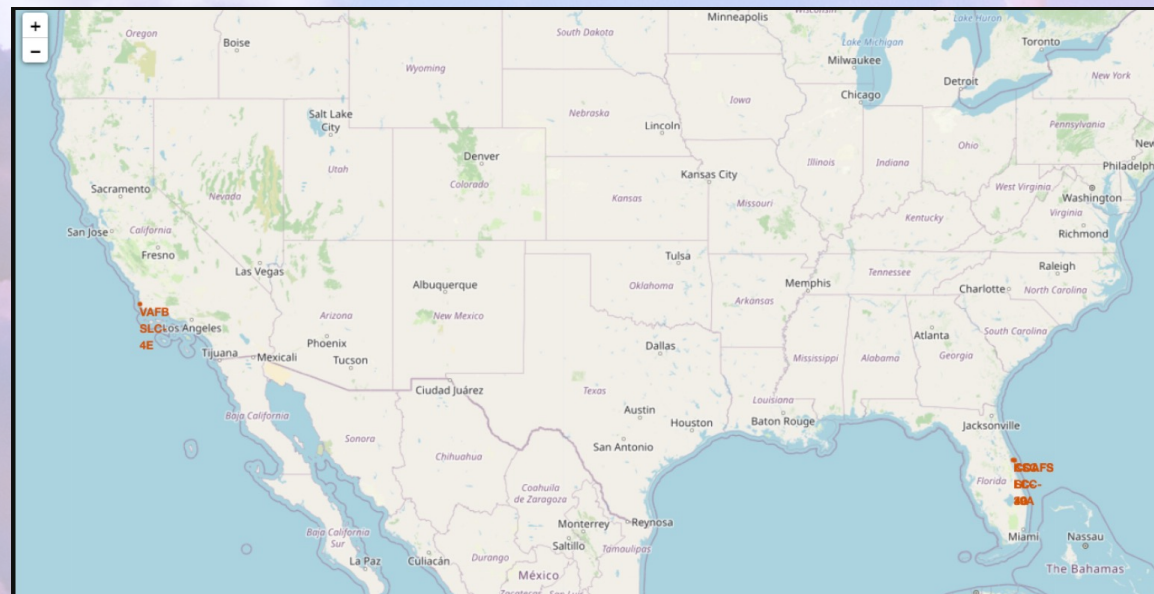 +
−
Minneapolis
Wisconsin
Lake Huron
Oregon
South Dakota
Boise
Toronto
Lake Michigan
Milwaukee
Wyoming
New York
Detroit
Chicago
Iowa
Salt Lake
City
Nebraska
Lincoln
Pennsylvania
Ohio
New
Denver
Illinois
Indiana
Utah
Philadelph
Kansas City
Colorado
Sacramento
West Virginia
Nevada
Kansas
Washington
Missouri
Virginia
Kentucky
San Jose
California
Richmond
Fresno
Tulsa
Raleigh
Las Vegas
Tennessee
Albuquerque
Memphis
Oklahoma
Charlotte
North Carolina
Arkansas
VAFB
SLC-
4E
Los Angeles
Arizona
New Mexico
South Carolina
Atlanta
Phoenix
Dallas
Tijuana
Mexicali
Georgia
Mississippi
Alabama
Tucson
Ciudad Juárez
Texas
Louisiana
Austin
Baja California
Houston
Baton Rouge
Jacksonville
Sonora
San Antonio
Chihuahua
Florida
Coahuila
de Zaragoza
Monterrey
Reynosa
Baja California
Sur
Miami
Nassau
Saltillo
Tamaulipas
Durango
La Paz
Culiacán
The Bahamas
México